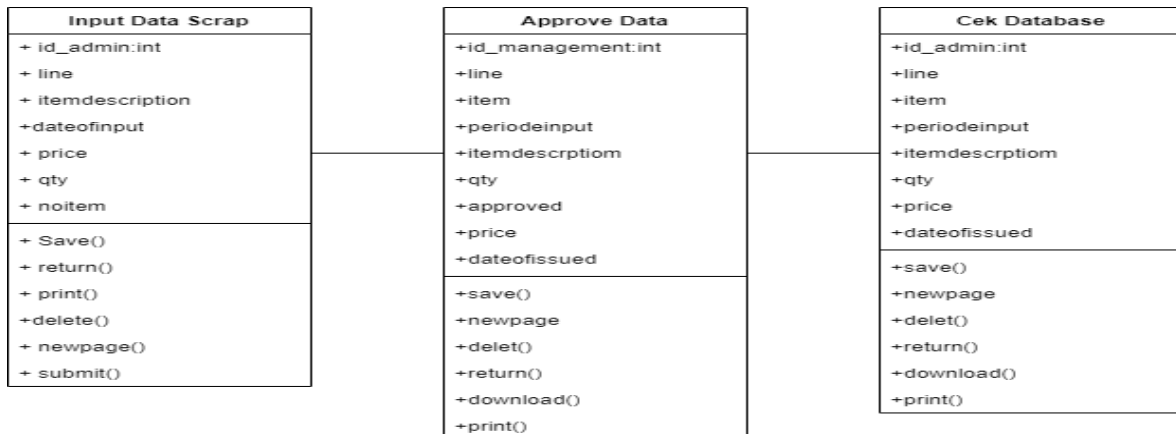 Input Data Scrap
+ id_admin:int
+ line
+ itemdescription
+dateofinput
+ price
+ qty
+ noitem
+ Save()
+ return()
+ print()
+delete()
+ newpage()
+ submit()
Approve Data
+id_management:int
+line
+item
+periodeinput
+itemdescrptiom
+qty
+approved
+price
+dateofissued
+save()
+newpage
+delet()
+return()
+download()
+print()
Cek Database
+id_admin:int
+line
+item
+periodeinput
+itemdescrptiom
+qty
+price
+dateofissued
+save()
+newpage
+delet()
+return()
+download()
+print()